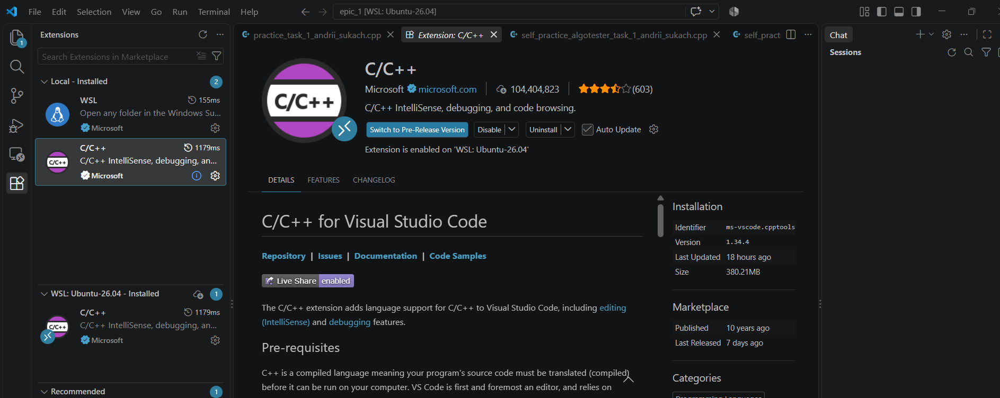 File Edit Selection View Go Run Terminal Help
epic_1 [WSL: Ubuntu-26.04]
1
Extensions
Search Extensions in Marketplace
Local - Installed 2
WSL 155ms
Open any folder in the Windows Su...
Microsoft
C/C++
C/C++ 1179ms
C/C++ IntelliSense, debugging, an...
Microsoft
WSL: Ubuntu-26.04 - Installed 1
C/C++
C/C++ 1179ms
C/C++ IntelliSense, debugging, an...
Microsoft
Recommended 1
practice_task_1_andrii_sukach.cpp
Extension: C/C++
self_practice_algotester_task_1_andrii_sukach.cpp
self_pract
C/C++
C/C++
Microsoft microsoft.com 104,404,823 (603)
C/C++ IntelliSense, debugging, and code browsing.
Switch to Pre-Release Version Disable Uninstall Auto Update
Extension is enabled on 'WSL: Ubuntu-26.04'
DETAILS FEATURES CHANGELOG
C/C++ for Visual Studio Code
Repository | Issues | Documentation | Code Samples
Live Share enabled
The C/C++ extension adds language support for C/C++ to Visual Studio Code, including editing
(IntelliSense) and debugging features.
Pre-requisites
C++ is a compiled language meaning your program's source code must be translated (compiled)
before it can be run on your computer. VS Code is first and foremost an editor, and relies on
Installation
Identifier ms-vscode.cpptools
Version 1.34.4
Last Updated 18 hours ago
Size 380.21MB
Marketplace
Published 10 years ago
Last Released 7 days ago
Categories
Programming Languages
Chat
Sessions